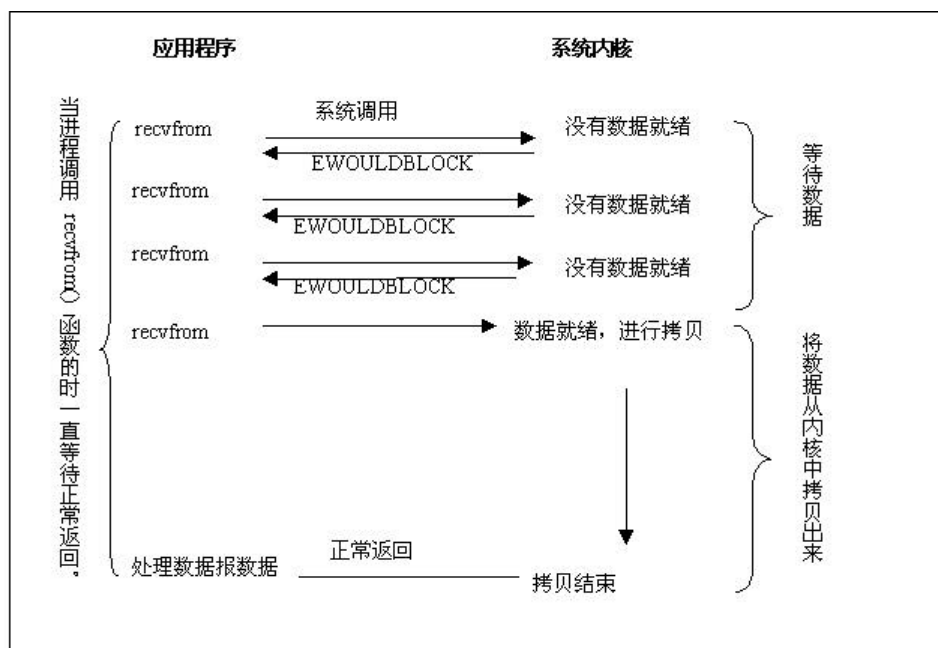 应用程序
系统内核
当进程调用 recvfrom() 函数的时一直等待正常返回。
系统调用
recvfrom
没有数据就绪
EWOULDBLOCK
recvfrom
没有数据就绪
EWOULDBLOCK
recvfrom
没有数据就绪
EWOULDBLOCK
等待数据
recvfrom
数据就绪，进行拷贝
将数据从内核中拷贝出来
正常返回
处理数据报数据
拷贝结束